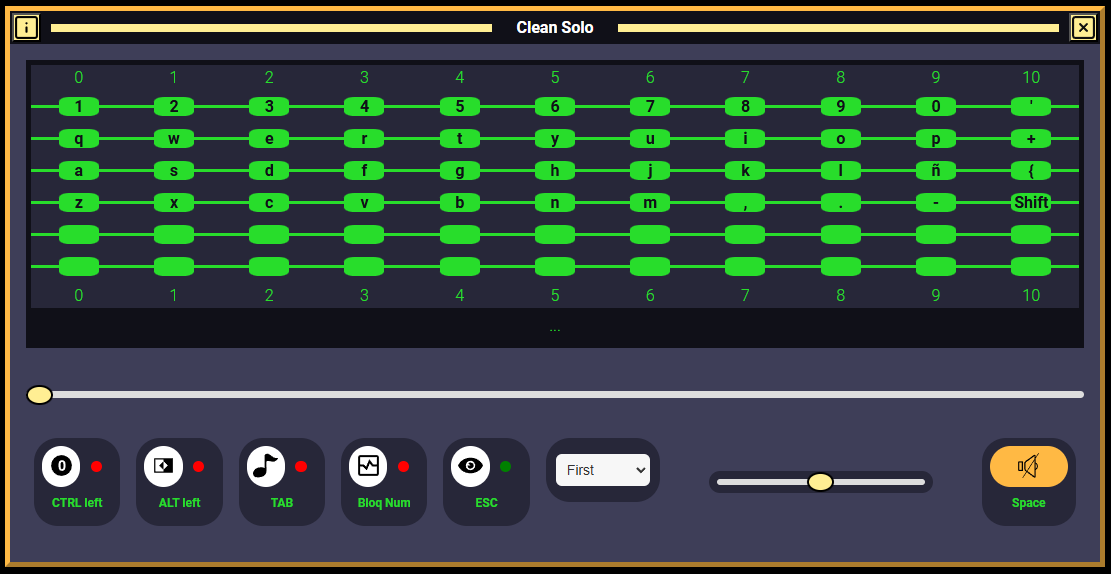 i Clean Solo ×
0 1 2 3 4 5 6 7 8 9 10
1 2 3 4 5 6 7 8 9 0 '
q w e r t y u i o p +
a s d f g h j k l ñ {
z x c v b n m , . - Shift
0 1 2 3 4 5 6 7 8 9 10
...
0 First
CTRL left ALT left TAB Bloq Num ESC Space